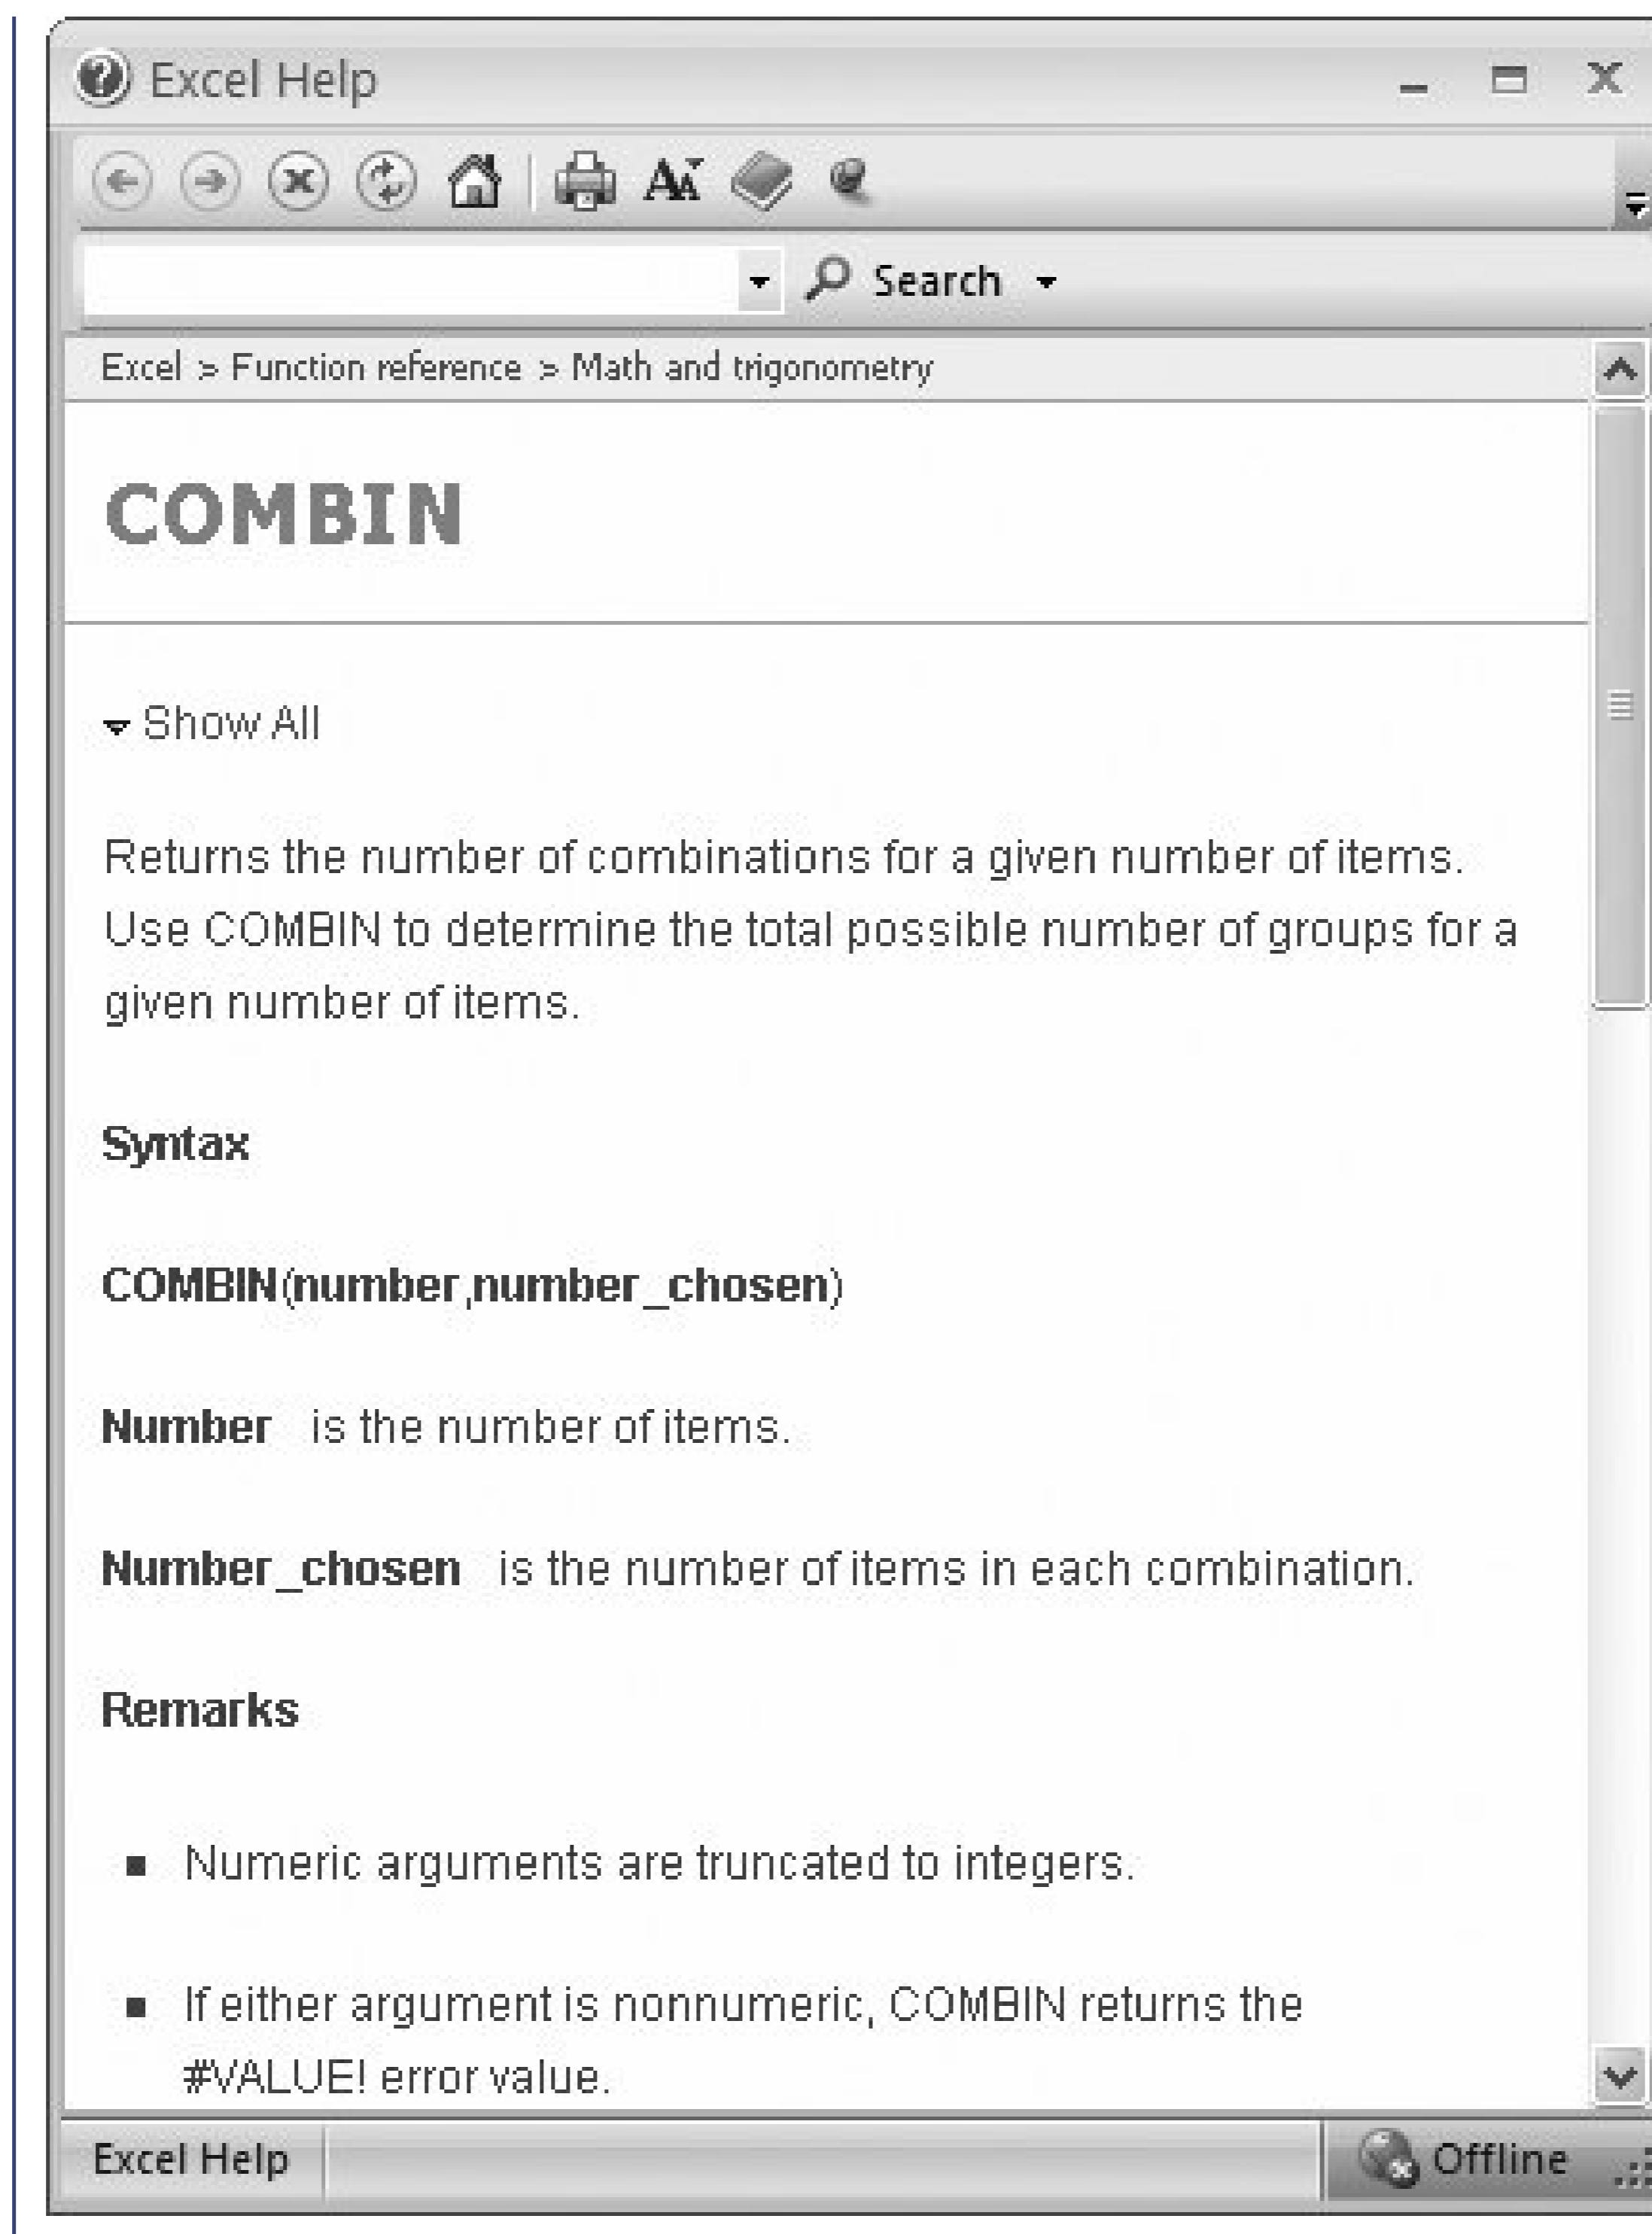 Excel Help
Search
Excel > Function reference > Math and trigonometry
COMBIN
Show All
Returns the number of combinations for a given number of items.
Use COMBIN to determine the total possible number of groups for a
given number of items.
Syntax
COMBIN(number,number_chosen)
Number is the number of items.
Number_chosen is the number of items in each combination.
Remarks
▪ Numeric arguments are truncated to integers.
▪ If either argument is nonnumeric, COMBIN returns the
#VALUE! error value.
Excel Help Offline